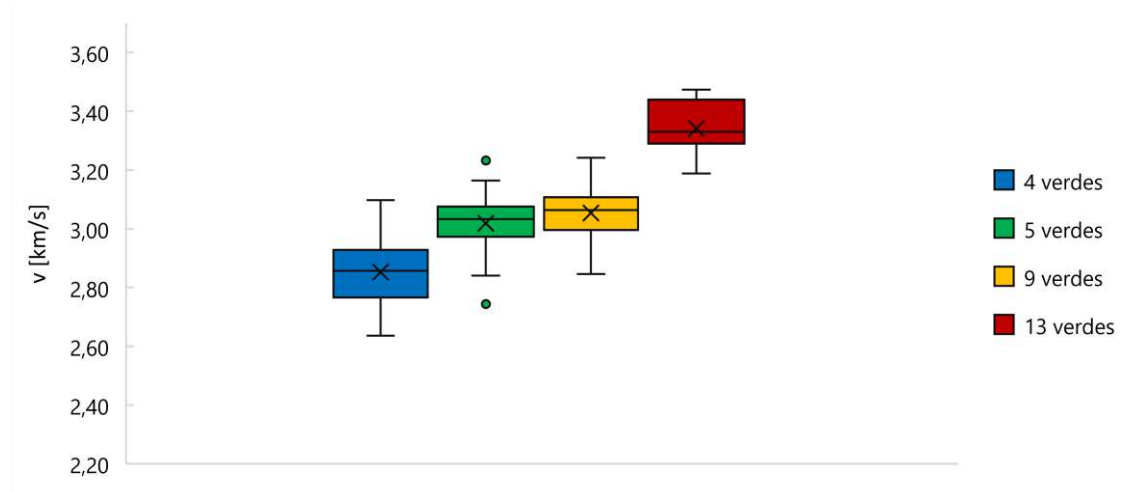 3,60
3,40
3,20
3,00
2,80
2,60
2,40
2,20
v [km/s]
4 verdes
5 verdes
9 verdes
13 verdes